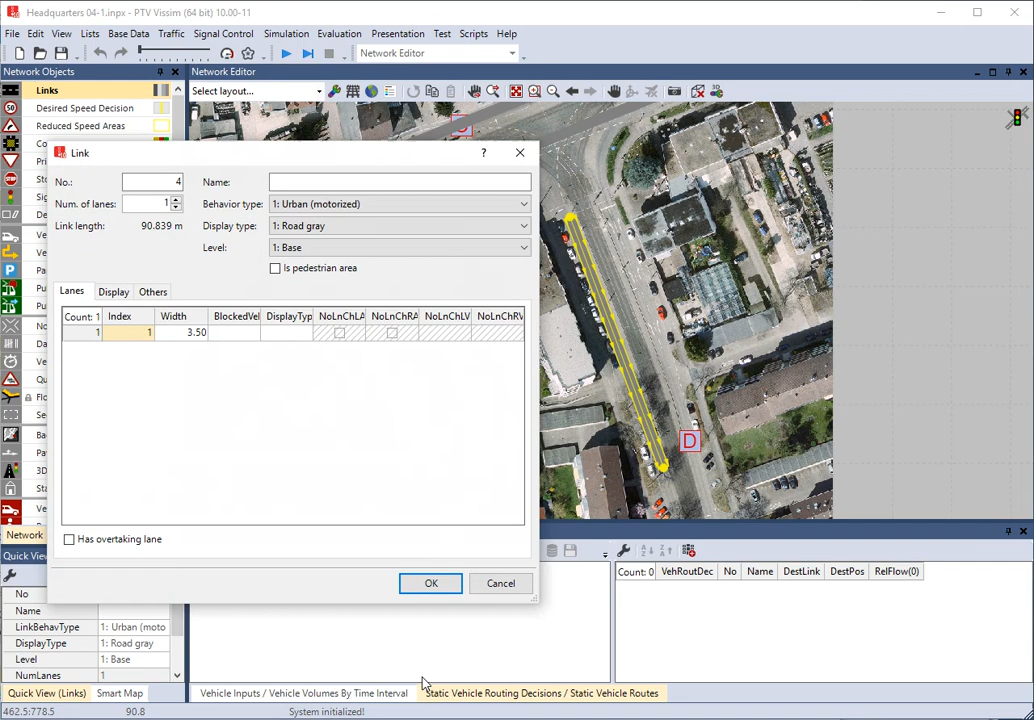 Headquarters 04-1.inpx - PTV Vissim (64 bit) 10.00-11
File Edit View Lists Base Data Traffic Signal Control Simulation Evaluation Presentation Test Scripts Help
Network Editor
Network Objects
Network Editor
Links
Select layout...
Desired Speed Decision
Reduced Speed Areas
Link
No.: 4 Name:
Num. of lanes: 1 Behavior type: 1: Urban (motorized)
Link length: 90.839 m Display type: 1: Road gray
Level: 1: Base
Is pedestrian area
Lanes Display Others
Count: 1 Index Width BlockedVel DisplayTyp NoLnChLA NoLnChRA NoLnChLV NoLnChRV
1 1 3.50
Has overtaking lane
OK Cancel
D
Network
Quick View
No
Name
LinkBehavType 1: Urban (moto
DisplayType 1: Road gray
Level 1: Base
NumLanes 1
Quick View (Links) Smart Map
Count: 0 VehRoutDec No Name DestLink DestPos RelFlow(0)
Vehicle Inputs / Vehicle Volumes By Time Interval Static Vehicle Routing Decisions / Static Vehicle Routes
462.5:778.5 90.8 System initialized!